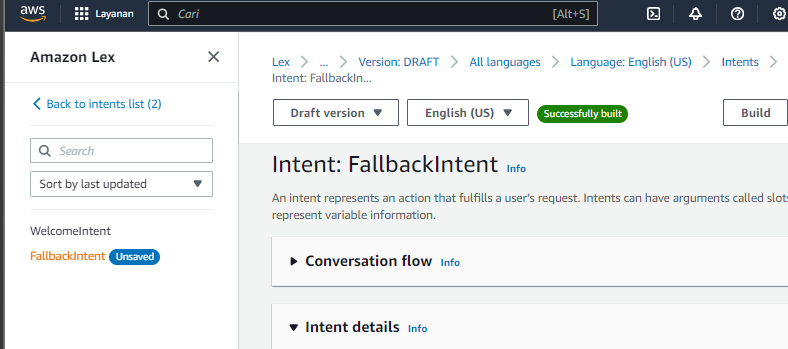 aws Layanan Cari [Alt+S]
Amazon Lex
Back to intents list (2)
Search
Sort by last updated
WelcomeIntent
FallbackIntent Unsaved
Lex ... Version: DRAFT All languages Language: English (US) Intents
Intent: FallbackIn...
Draft version English (US) Successfully built Build
Intent: FallbackIntent Info
An intent represents an action that fulfills a user's request. Intents can have arguments called slots
represent variable information.
Conversation flow Info
Intent details Info